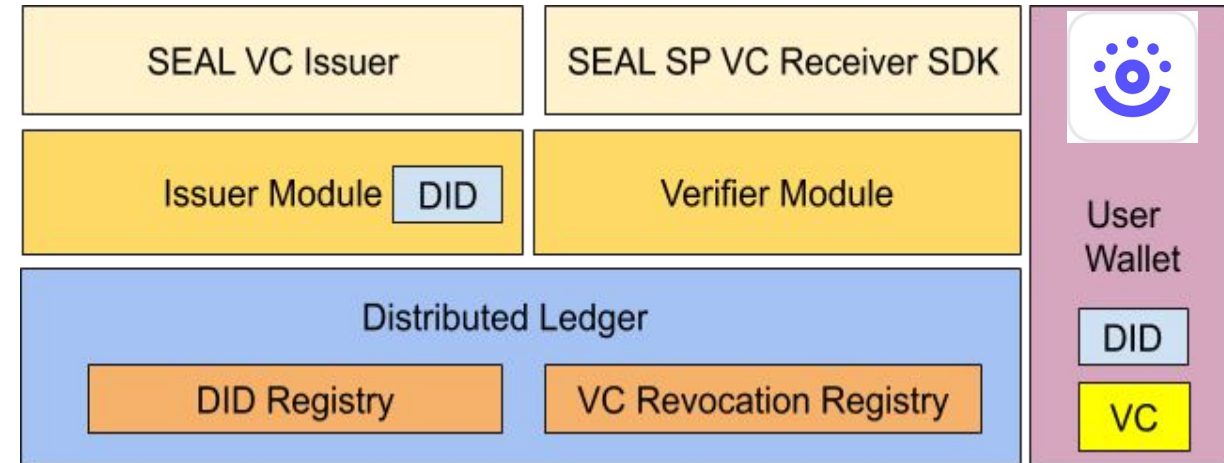 SEAL VC Issuer
SEAL SP VC Receiver SDK
Issuer Module
DID
Verifier Module
Distributed Ledger
DID Registry
VC Revocation Registry
User
Wallet
DID
VC